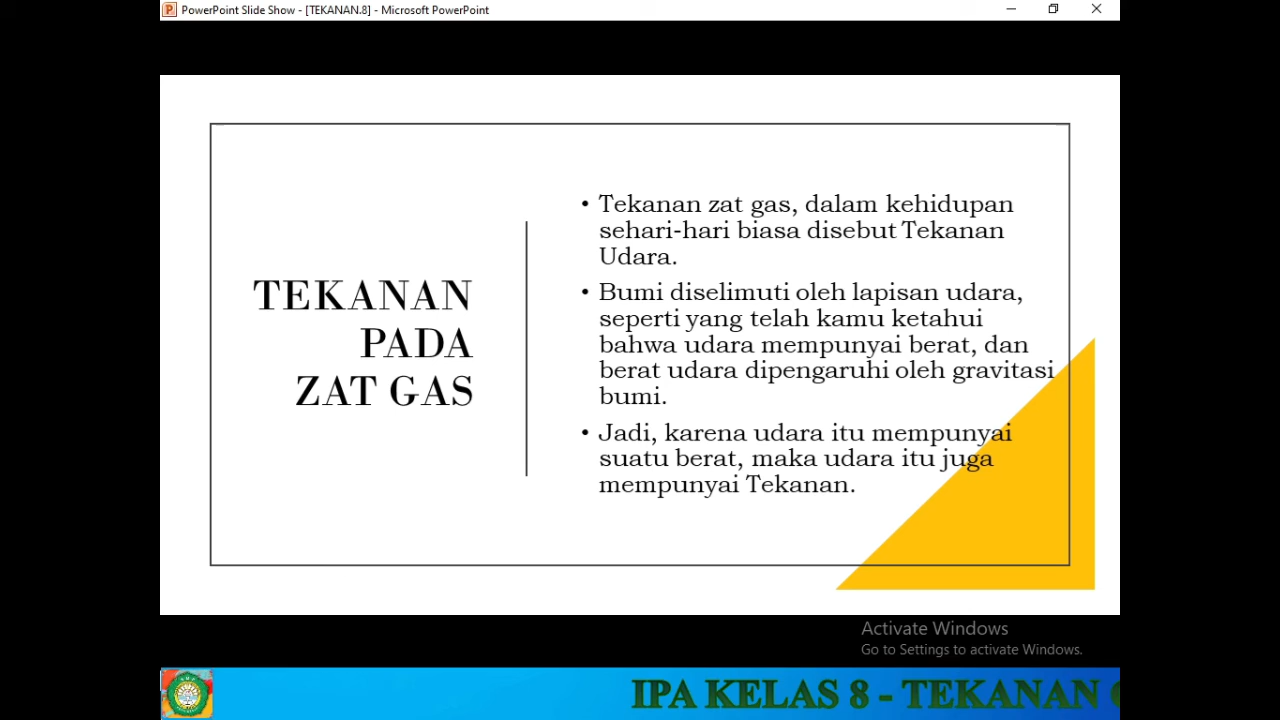 PowerPoint Slide Show - [TEKANAN.8] - Microsoft PowerPoint
TEKANAN
PADA
ZAT GAS
• Tekanan zat gas, dalam kehidupan
sehari-hari biasa disebut Tekanan
Udara.
• Bumi diselimuti oleh lapisan udara,
seperti yang telah kamu ketahui
bahwa udara mempunyai berat, dan
berat udara dipengaruhi oleh gravitasi
bumi.
• Jadi, karena udara itu mempunyai
suatu berat, maka udara itu juga
mempunyai Tekanan.
Activate Windows
Go to Settings to activate Windows.
IPA KELAS 8 - TEKANAN